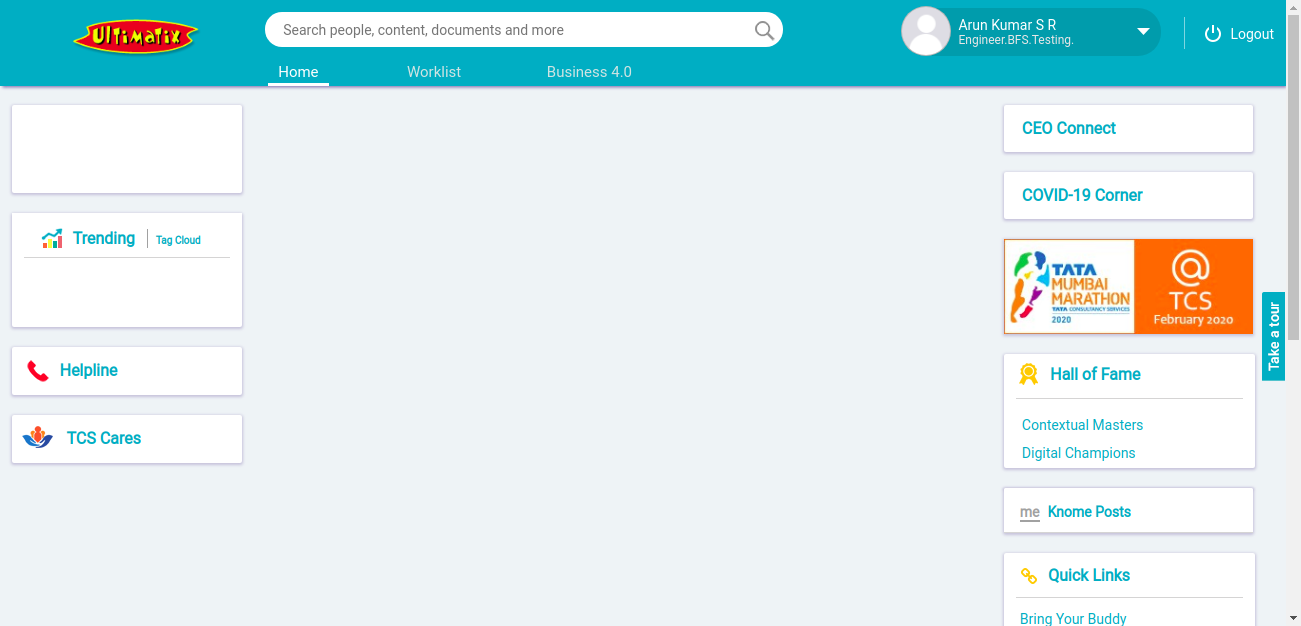 Ultimatix
Search people, content, documents and more
Arun Kumar S R
Engineer.BFS.Testing.
Logout
Home
Worklist
Business 4.0
Trending
Tag Cloud
Helpline
TCS Cares
CEO Connect
COVID-19 Corner
TATA
MUMBAI
MARATHON
TATA CONSULTANCY SERVICES
2020
@
TCS
February 2020
Take a tour
Hall of Fame
Contextual Masters
Digital Champions
me Knome Posts
Quick Links
Bring Your Buddy